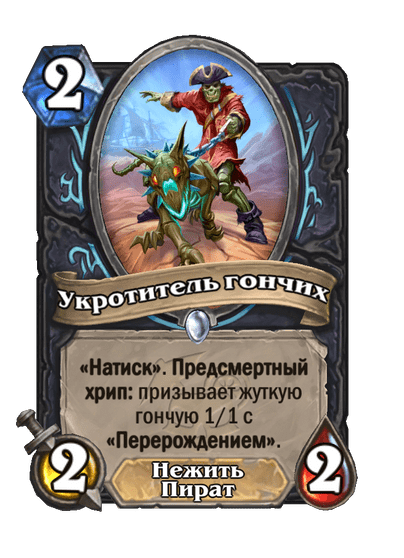 2
Укротитель гончих
«Натиск». Предсмертный
хрип: призывает жуткую
гончую 1/1 с
«Перерождением».
2
Нежить
Пират
2